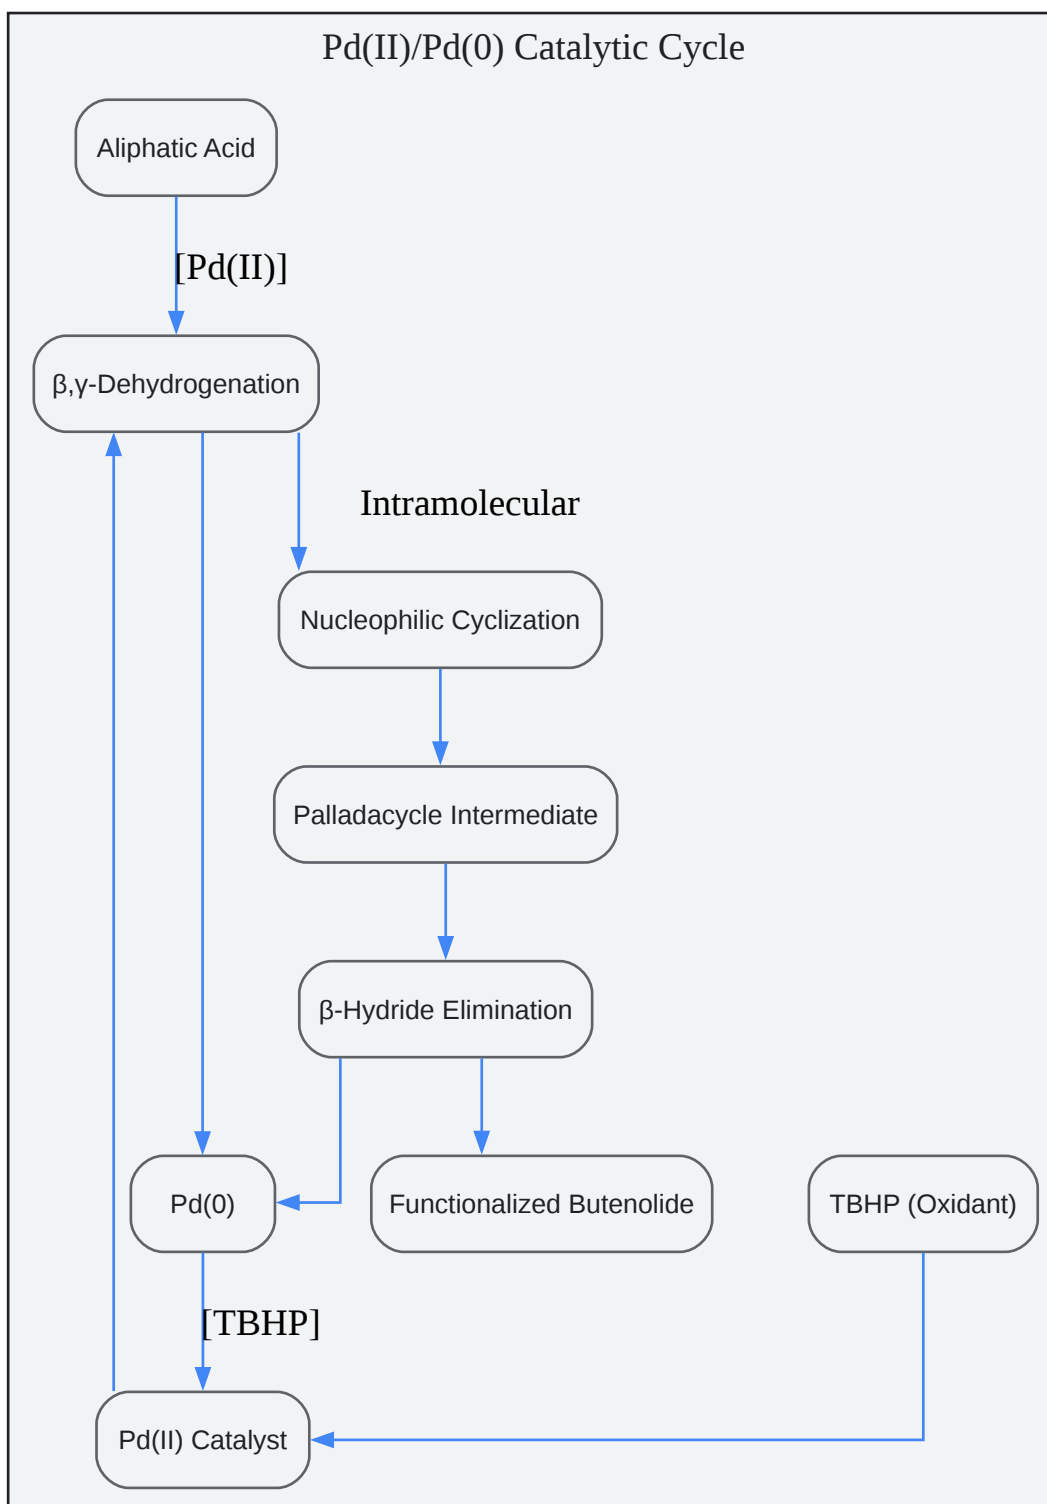 Pd(II)/Pd(0) Catalytic Cycle
Aliphatic Acid
[Pd(II)]
β,γ-Dehydrogenation
Intramolecular
Nucleophilic Cyclization
Palladacycle Intermediate
β-Hydride Elimination
Pd(0)
Functionalized Butenolide
TBHP (Oxidant)
[TBHP]
Pd(II) Catalyst